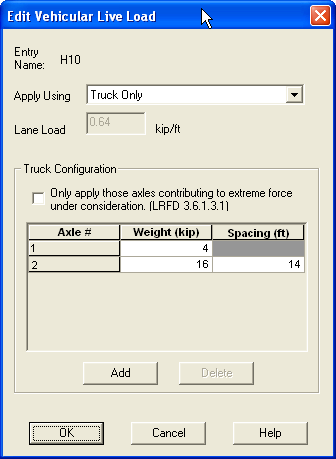 Edit Vehicular Live Load
Entry
Name: H10
Apply Using Truck Only
Lane Load 0.64 kip/ft
Truck Configuration
Only apply those axles contributing to extreme force
under consideration. (LRFD 3.6.1.3.1)
Axle # Weight (kip) Spacing (ft)
1 4
2 16 14
Add Delete
OK Cancel Help